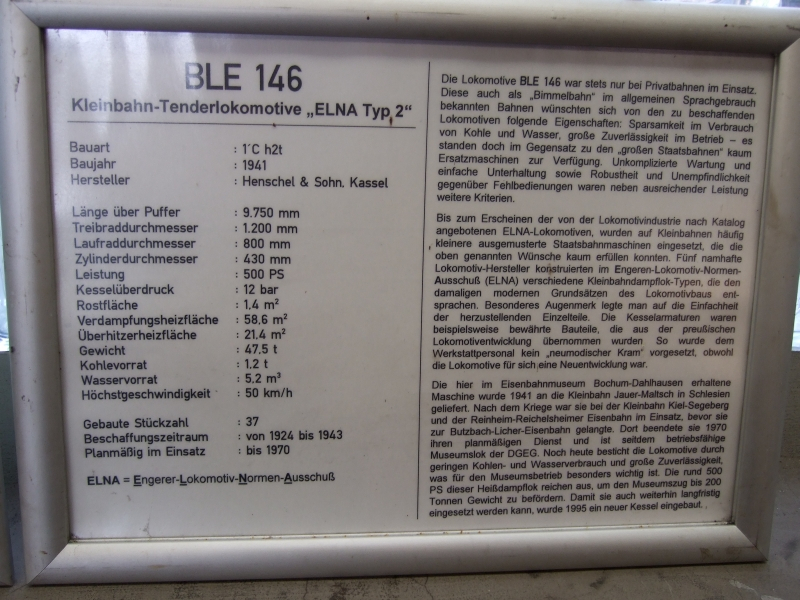 BLE 146
Kleinbahn-Tenderlokomotive „ELNA Typ 2“
Bauart : 1'C h2t
Baujahr : 1941
Hersteller : Henschel & Sohn. Kassel
Länge über Puffer : 9.750 mm
Treibraddurchmesser : 1.200 mm
Laufraddurchmesser : 800 mm
Zylinderdurchmesser : 430 mm
Leistung : 500 PS
Kesselüberdruck : 12 bar
Rostfläche : 1,4 m²
Verdampfungsheizfläche : 58,6 m²
Überhitzerheizfläche : 21,4 m²
Gewicht : 47,5 t
Kohlevorrat : 1,2 t
Wasservorrat : 5,2 m³
Höchstgeschwindigkeit : 50 km/h
Gebaute Stückzahl : 37
Beschaffungszeitraum : von 1924 bis 1943
Planmäßig im Einsatz : bis 1970
ELNA = Engerer-Lokomotiv-Normen-Ausschuß
Die Lokomotive BLE 146 war stets nur bei Privatbahnen im Einsatz.
Diese auch als „Bimmelbahn“ im allgemeinen Sprachgebrauch
bekannten Bahnen wünschten sich von den zu beschaffenden
Lokomotiven folgende Eigenschaften: Sparsamkeit im Verbrauch
von Kohle und Wasser, große Zuverlässigkeit im Betrieb – es
standen doch im Gegensatz zu den „großen Staatsbahnen“ kaum
Ersatzmaschinen zur Verfügung. Unkomplizierte Wartung und
einfache Unterhaltung sowie Robustheit und Unempfindlichkeit
gegenüber Fehlbedienungen waren neben ausreichender Leistung
weitere Kriterien.
Bis zum Erscheinen der von der Lokomotivindustrie nach Katalog
angebotenen ELNA-Lokomotiven, wurden auf Kleinbahnen häufig
kleinere ausgemusterte Staatsbahnmaschinen eingesetzt, die die
oben genannten Wünsche kaum erfüllen konnten. Fünf namhafte
Lokomotiv-Hersteller konstruierten im Engeren-Lokomotiv-Normen-
Ausschuß (ELNA) verschiedene Kleinbahndampflok-Typen, die den
damaligen modernen Grundsätzen des Lokomotivbaus ent-
sprachen. Besonderes Augenmerk legte man auf die Einfachheit
der herzustellenden Einzelteile. Die Kesselarmaturen waren
beispielsweise bewährte Bauteile, die aus der preußischen
Lokomotiventwicklung übernommen wurden So wurde dem
Werkstattpersonal kein „neumodischer Kram“ vorgesetzt, obwohl
die Lokomotive für sich eine Neuentwicklung war.
Die hier im Eisenbahnmuseum Bochum-Dahlhausen erhaltene
Maschine wurde 1941 an die Kleinbahn Jauer-Maltsch in Schlesien
geliefert. Nach dem Kriege war sie bei der Kleinbahn Kiel-Segeberg
und der Reinheim-Reichelsheimer Eisenbahn im Einsatz, bevor sie
zur Butzbach-Licher-Eisenbahn gelangte. Dort beendete sie 1970
ihren planmäßigen Dienst und ist seitdem betriebsfähige
Museumslok der DGEG. Noch heute besticht die Lokomotive durch
geringen Kohlen- und Wasserverbrauch und große Zuverlässigkeit,
was für den Museumsbetrieb besonders wichtig ist. Die rund 500
PS dieser Heißdampflok reichen aus, um den Museumszug bis 200
Tonnen Gewicht zu befördern. Damit sie auch weiterhin langfristig
eingesetzt werden kann, wurde 1995 ein neuer Kessel eingebaut.